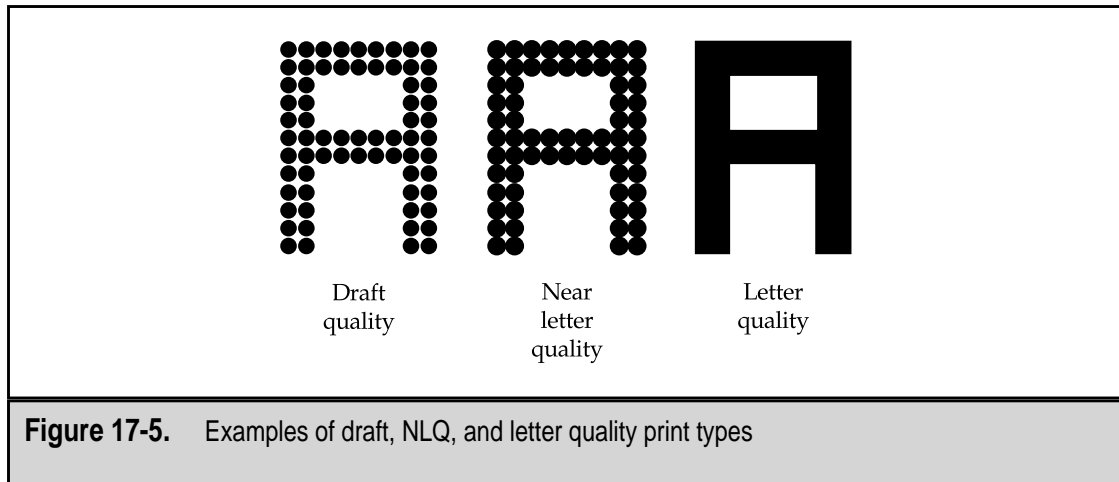 A A A
Draft
quality
Near
letter
quality
Letter
quality
Figure 17-5. Examples of draft, NLQ, and letter quality print types